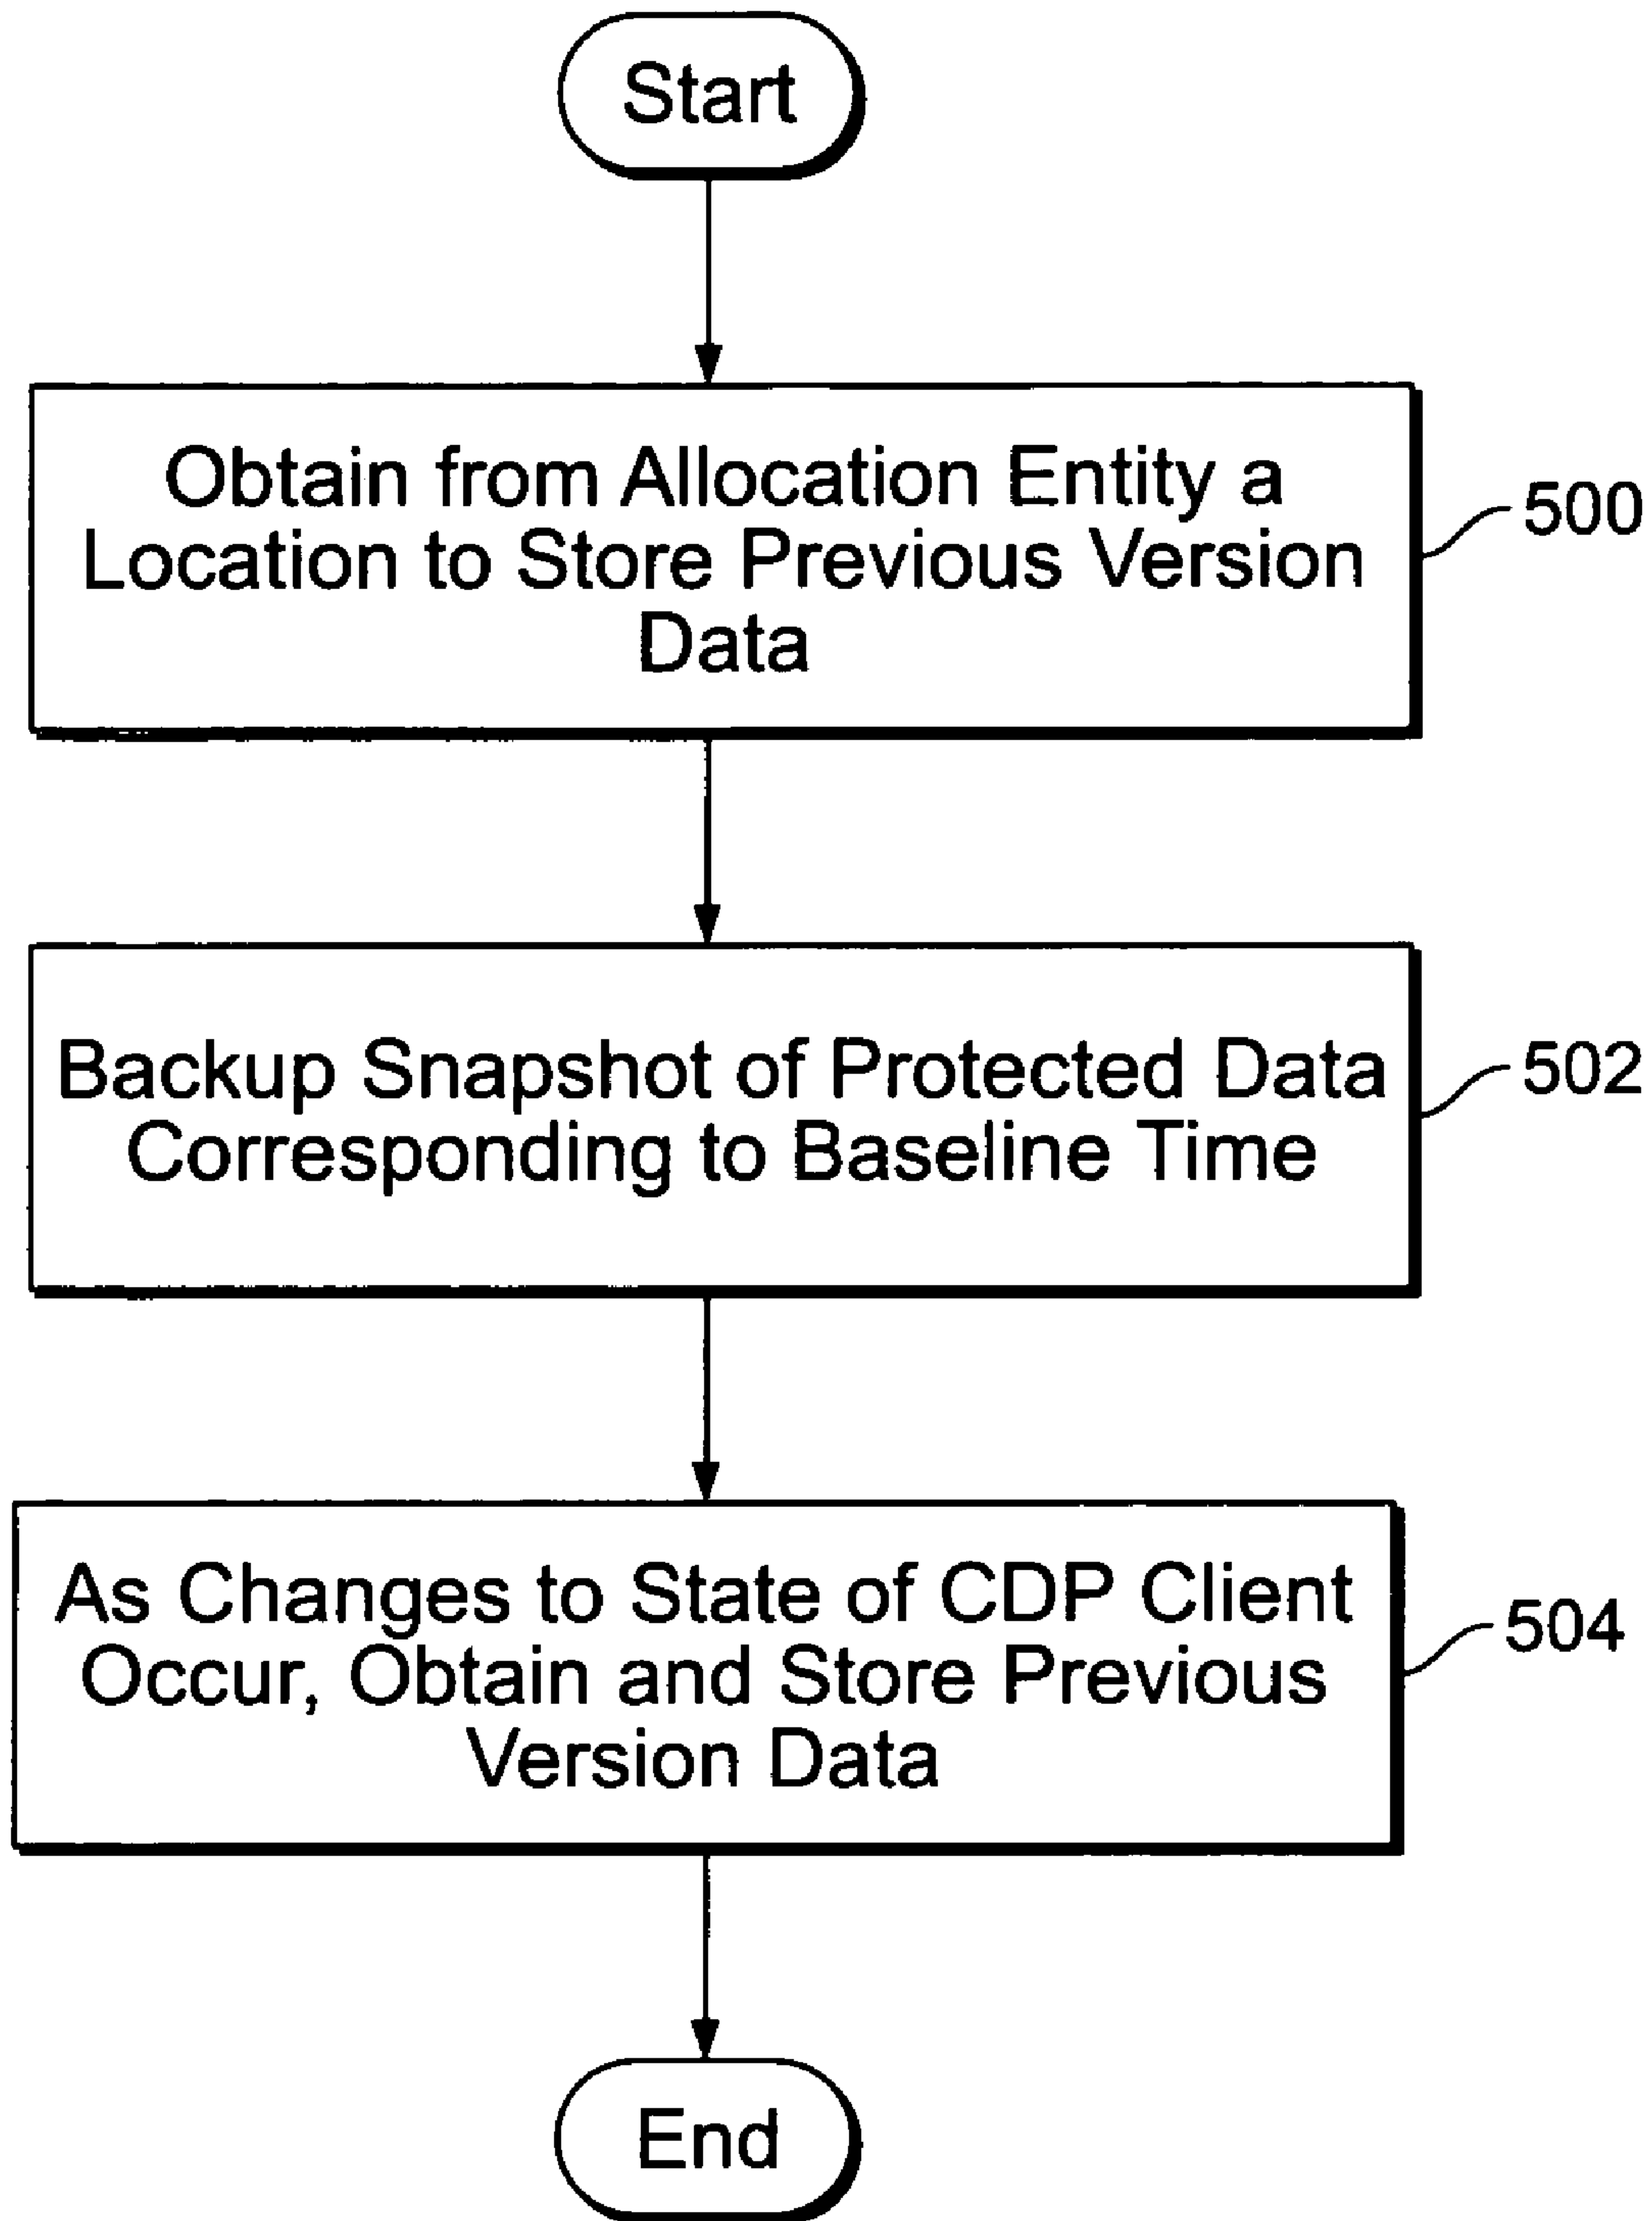 Start
Obtain from Allocation Entity a
Location to Store Previous Version
Data
500
Backup Snapshot of Protected Data
Corresponding to Baseline Time
502
As Changes to State of CDP Client
Occur, Obtain and Store Previous
Version Data
504
End